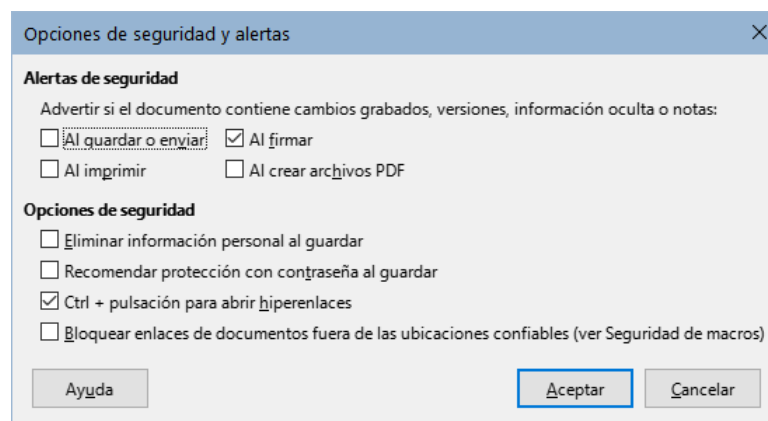 Opciones de seguridad y alertas
Alertas de seguridad
Advertir si el documento contiene cambios grabados, versiones, información oculta o notas:
Al guardar o enviar Al firmar
Al imprimir Al crear archivos PDF
Opciones de seguridad
Eliminar información personal al guardar
Recomendar protección con contraseña al guardar
Ctrl + pulsación para abrir hiperenlaces
Bloquear enlaces de documentos fuera de las ubicaciones confiables (ver Seguridad de macros)
Ayuda Aceptar Cancelar